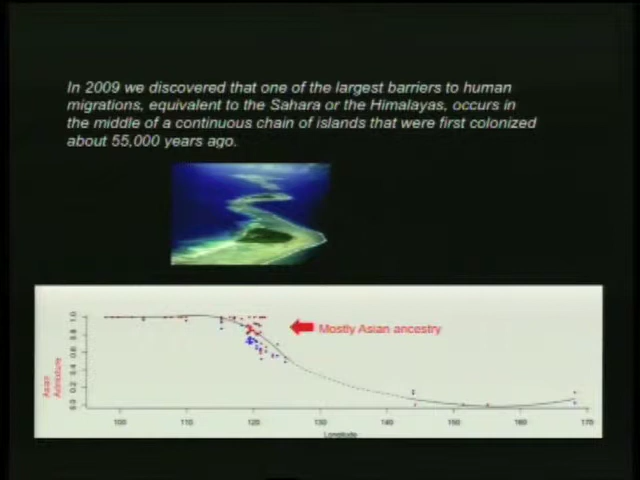 In 2009 we discovered that one of the largest barriers to human
migrations, equivalent to the Sahara or the Himalayas, occurs in
the middle of a continuous chain of islands that were first colonized
about 55,000 years ago.
Mostly Asian ancestry
Asian
Admixture
1.0
0.8
0.6
0.4
0.2
0.0
100
110
120
130
140
150
160
170
Longitude